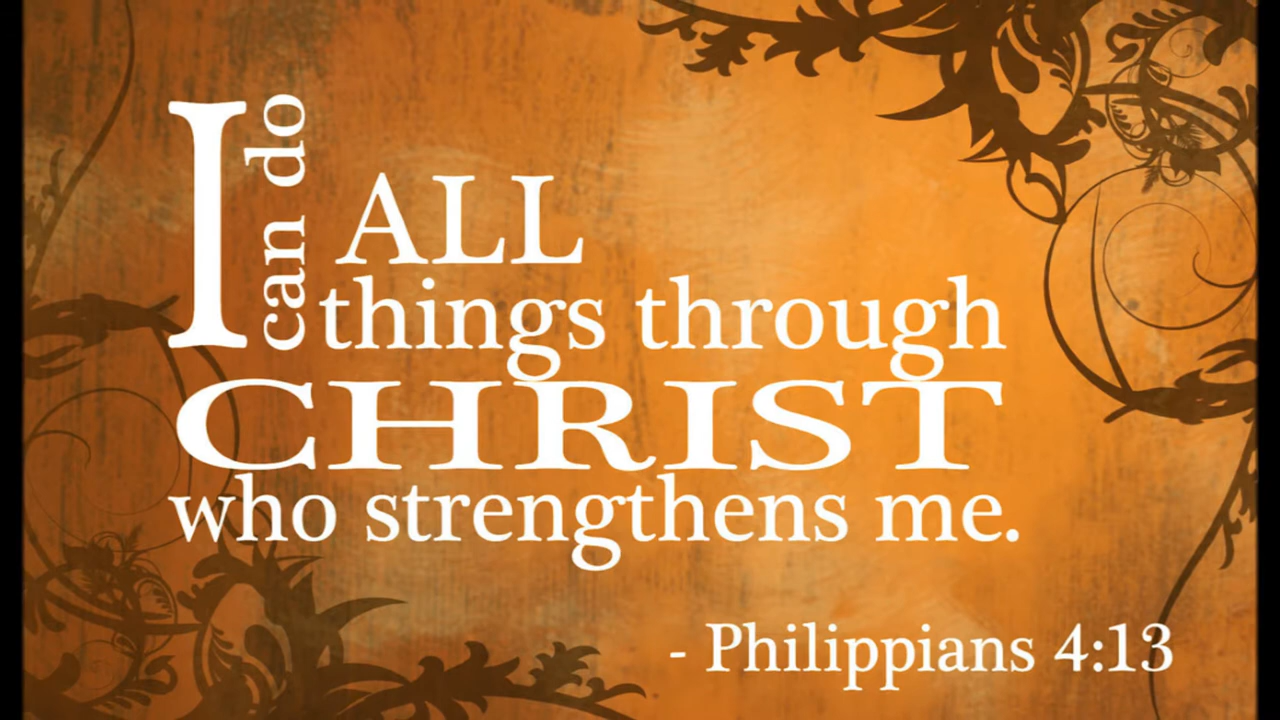 I can do ALL
things through
CHRIST
who strengthens me.
- Philippians 4:13